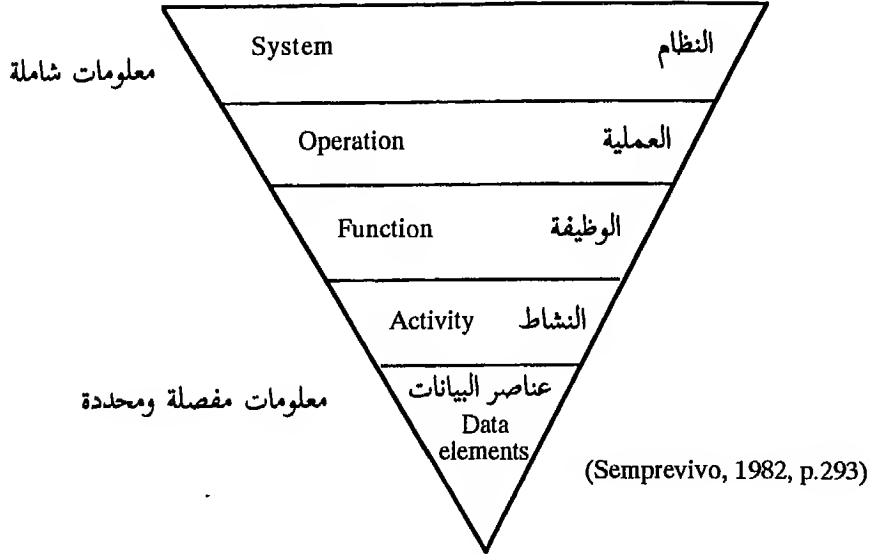 System النظام
معلومات شاملة
Operation العملية
Function الوظيفة
Activity النشاط
عناصر البيانات
معلومات مفصلة ومحددة
Data
elements
(Semprevivo, 1982, p.293)